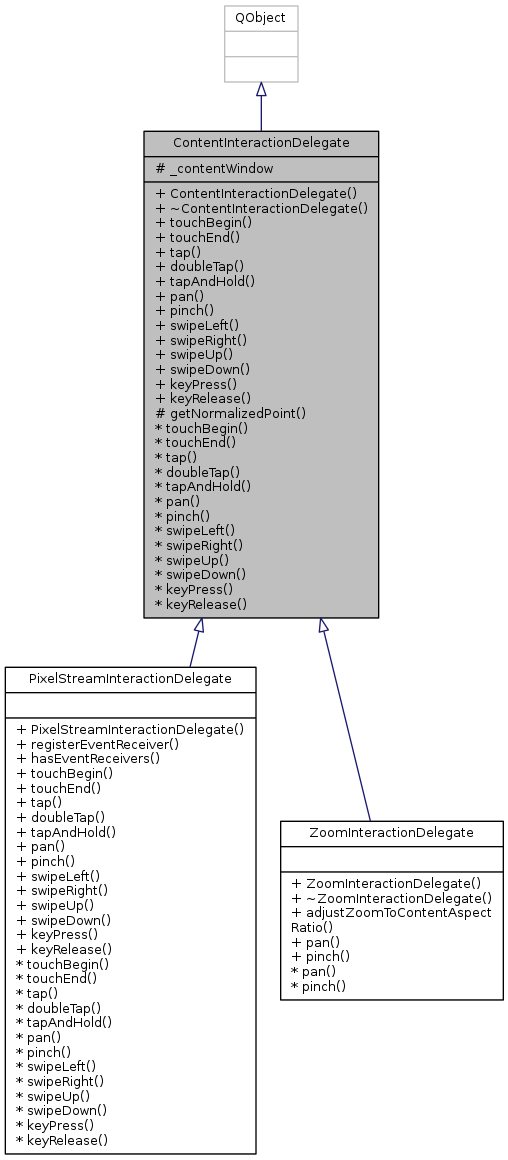 QObject
ContentInteractionDelegate
# _contentWindow
+ ContentInteractionDelegate()
+ ~ContentInteractionDelegate()
+ touchBegin()
+ touchEnd()
+ tap()
+ doubleTap()
+ tapAndHold()
+ pan()
+ pinch()
+ swipeLeft()
+ swipeRight()
+ swipeUp()
+ swipeDown()
+ keyPress()
+ keyRelease()
# getNormalizedPoint()
* touchBegin()
* touchEnd()
* tap()
* doubleTap()
* tapAndHold()
* pan()
* pinch()
* swipeLeft()
* swipeRight()
* swipeUp()
* swipeDown()
* keyPress()
* keyRelease()
PixelStreamInteractionDelegate
+ PixelStreamInteractionDelegate()
+ registerEventReceiver()
+ hasEventReceivers()
+ touchBegin()
+ touchEnd()
+ tap()
+ doubleTap()
+ tapAndHold()
+ pan()
+ pinch()
+ swipeLeft()
+ swipeRight()
+ swipeUp()
+ swipeDown()
+ keyPress()
+ keyRelease()
* touchBegin()
* touchEnd()
* tap()
* doubleTap()
* tapAndHold()
* pan()
* pinch()
* swipeLeft()
* swipeRight()
* swipeUp()
* swipeDown()
* keyPress()
* keyRelease()
ZoomInteractionDelegate
+ ZoomInteractionDelegate()
+ ~ZoomInteractionDelegate()
+ adjustZoomToContentAspect
Ratio()
+ pan()
+ pinch()
* pan()
* pinch()